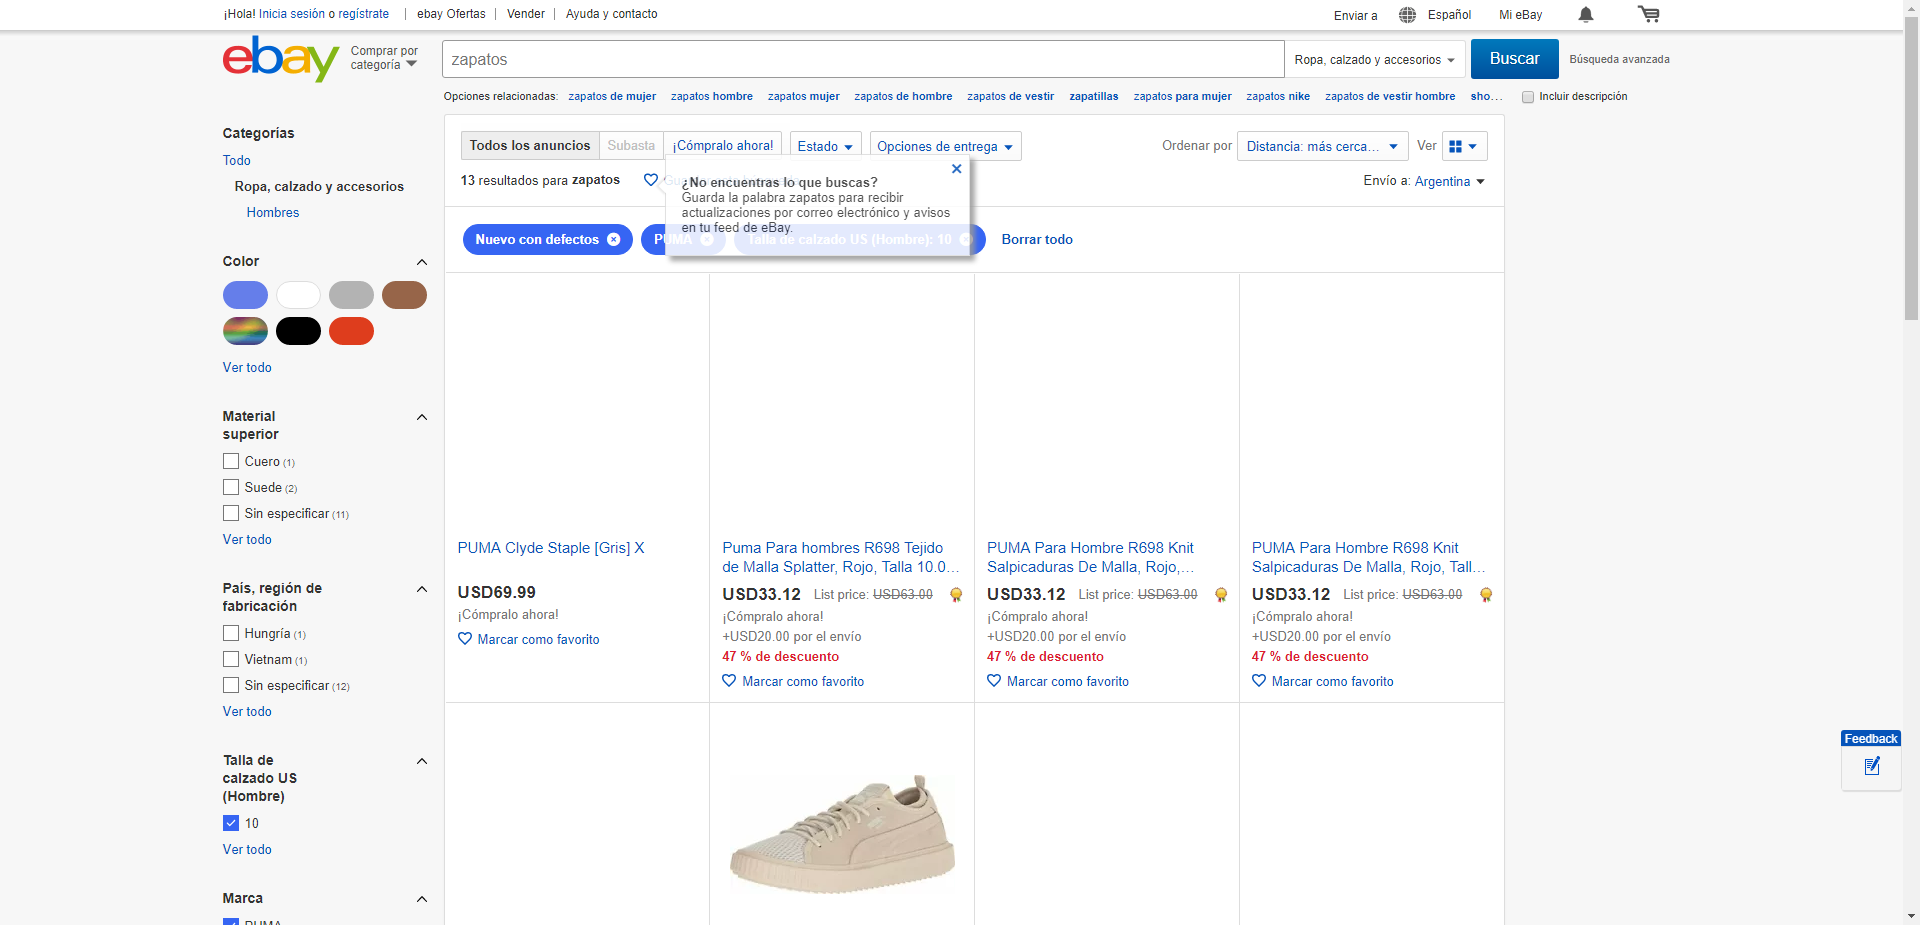 ¡Hola! Inicia sesión o regístrate
ebay Ofertas
Vender
Ayuda y contacto
Enviar a
Español
Mi eBay
ebay
Comprar por
categoría
zapatos
Ropa, calzado y accesorios
Buscar
Búsqueda avanzada
Opciones relacionadas: zapatos de mujer zapatos hombre zapatos mujer zapatos de hombre zapatos de vestir zapatillas zapatos para mujer zapatos nike zapatos de vestir hombre sho...
Incluir descripción
Categorías
Todo
Ropa, calzado y accesorios
Hombres
Color
Ver todo
Material
superior
Cuero (1)
Suede (2)
Sin especificar (11)
Ver todo
País, región de
fabricación
Hungría (1)
Vietnam (1)
Sin especificar (12)
Ver todo
Talla de
calzado US
(Hombre)
10
Ver todo
Marca
PUMA
Todos los anuncios
Subasta
¡Cómpralo ahora!
Estado
Opciones de entrega
Ordenar por
Distancia: más cerca...
Ver
13 resultados para zapatos
Envío a: Argentina
¿No encuentras lo que buscas?
Guarda la palabra zapatos para recibir
actualizaciones por correo electrónico y avisos
en tu feed de eBay.
Nuevo con defectos
PUMA
Talla de calzado US (Hombre): 10
Borrar todo
PUMA Clyde Staple [Gris] X
USD69.99
¡Cómpralo ahora!
Marcar como favorito
Puma Para hombres R698 Tejido
de Malla Splatter, Rojo, Talla 10.0...
USD33.12 List price: USD63.00
¡Cómpralo ahora!
+USD20.00 por el envío
47 % de descuento
Marcar como favorito
PUMA Para Hombre R698 Knit
Salpicaduras De Malla, Rojo,...
USD33.12 List price: USD63.00
¡Cómpralo ahora!
+USD20.00 por el envío
47 % de descuento
Marcar como favorito
PUMA Para Hombre R698 Knit
Salpicaduras De Malla, Rojo, Tall...
USD33.12 List price: USD63.00
¡Cómpralo ahora!
+USD20.00 por el envío
47 % de descuento
Marcar como favorito
Feedback